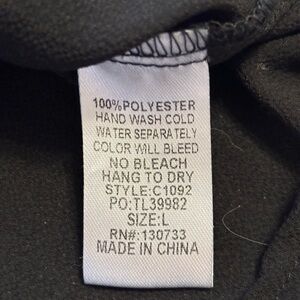 100%POLYESTER
HAND WASH COLD
WATER SEPARATELY
COLOR WILL BLEED
NO BLEACH
HANG TO DRY
STYLE:C1092
PO:TL39982
SIZE:L
RN#:130733
MADE IN CHINA